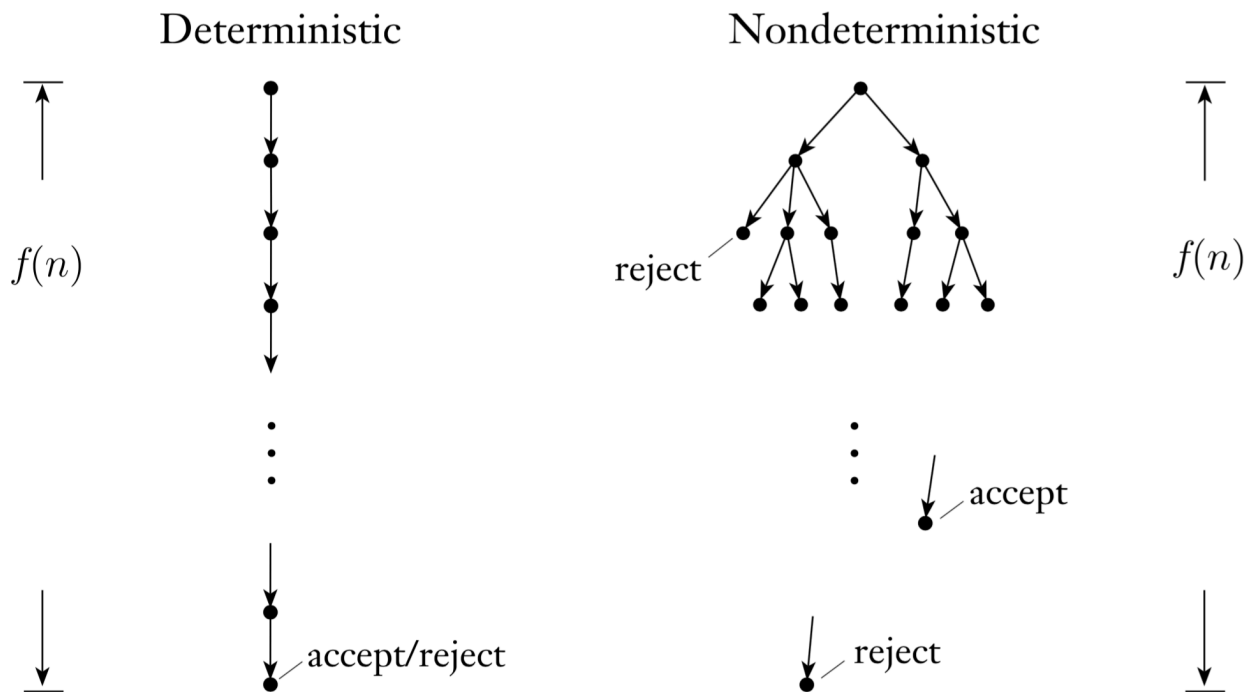 Deterministic
Nondeterministic
f(n)
reject
f(n)
accept
accept/reject
reject